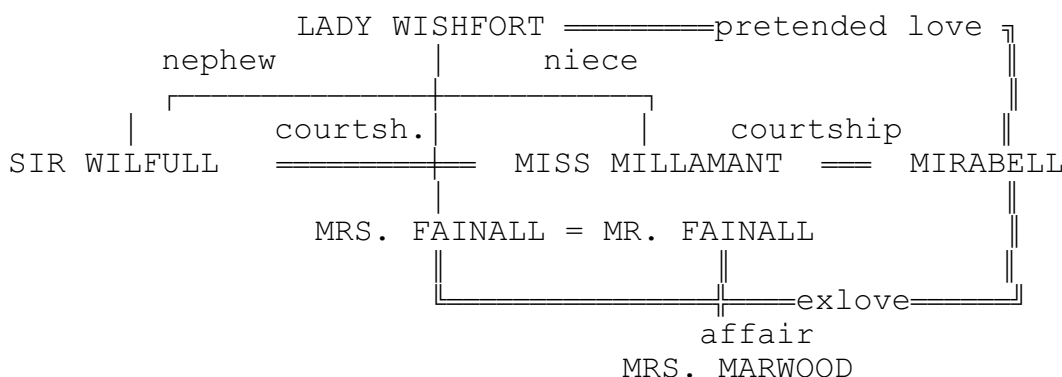 LADY WISHFORT pretended love
nephew niece
courtsh. courtship
SIR WILFULL MISS MILLAMANT MIRABELL
MRS. FAINALL = MR. FAINALL
exlove
affair
MRS. MARWOOD